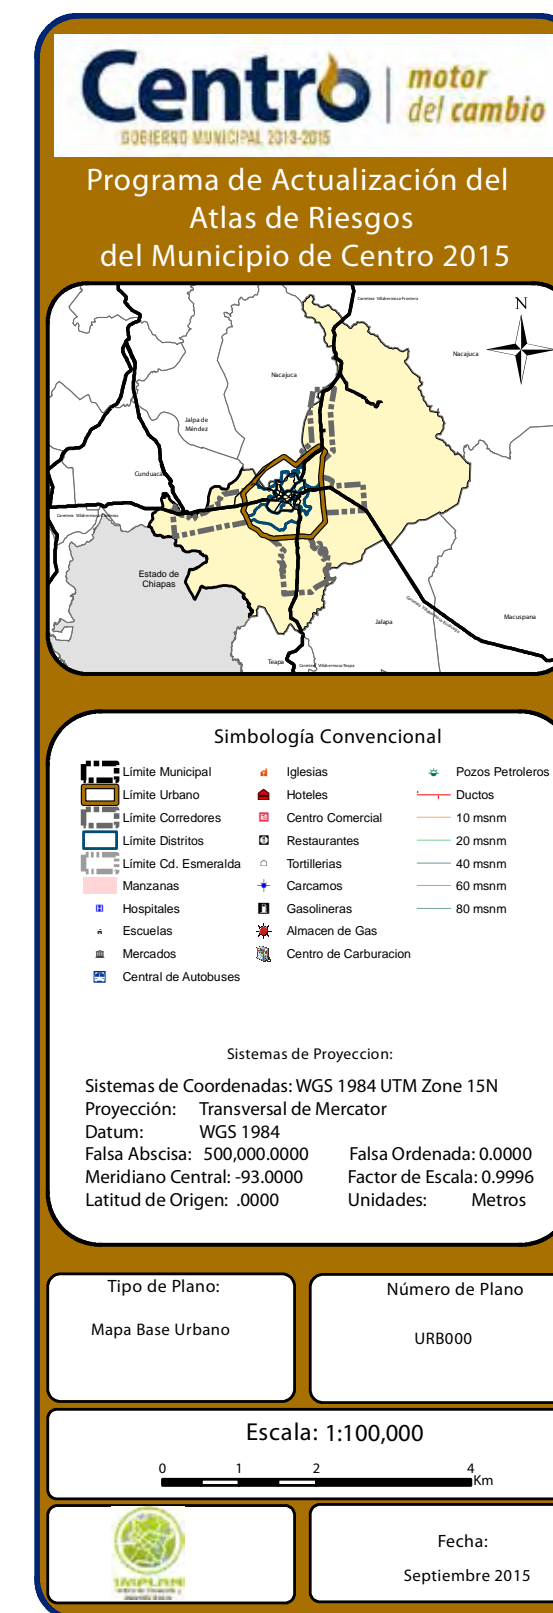 Centro
GOBIERNO MUNICIPAL 2013-2015
motor
del cambio
Programa de Actualización del
Atlas de Riesgos
del Municipio de Centro 2015
Carretera Villahermosa-Frontera
N
Nacajuca
Nacajuca
Jalpa de
Méndez
Cunduacán
Estado de
Chiapas
Macuspana
Jalapa
Teapa
Carretera Villahermosa-Teapa
Simbología Convencional
Límite Municipal
Límite Urbano
Límite Corredores
Límite Distritos
Límite Cd. Esmeralda
Manzanas
Hospitales
Escuelas
Mercados
Central de Autobuses
Iglesias
Hoteles
Centro Comercial
Restaurantes
Tortillerias
Carcamos
Gasolineras
Almacen de Gas
Centro de Carburacion
Pozos Petroleros
Ductos
10 msnm
20 msnm
40 msnm
60 msnm
80 msnm
Sistemas de Proyeccion:
Sistemas de Coordenadas: WGS 1984 UTM Zone 15N
Proyección: Transversal de Mercator
Datum: WGS 1984
Falsa Abscisa: 500,000.0000 Falsa Ordenada: 0.0000
Meridiano Central: -93.0000 Factor de Escala: 0.9996
Latitud de Origen: .0000 Unidades: Metros
Tipo de Plano:
Mapa Base Urbano
Número de Plano
URB000
Escala: 1:100,000
0 1 2 4
Km
IMPLAN
Fecha:
Septiembre 2015